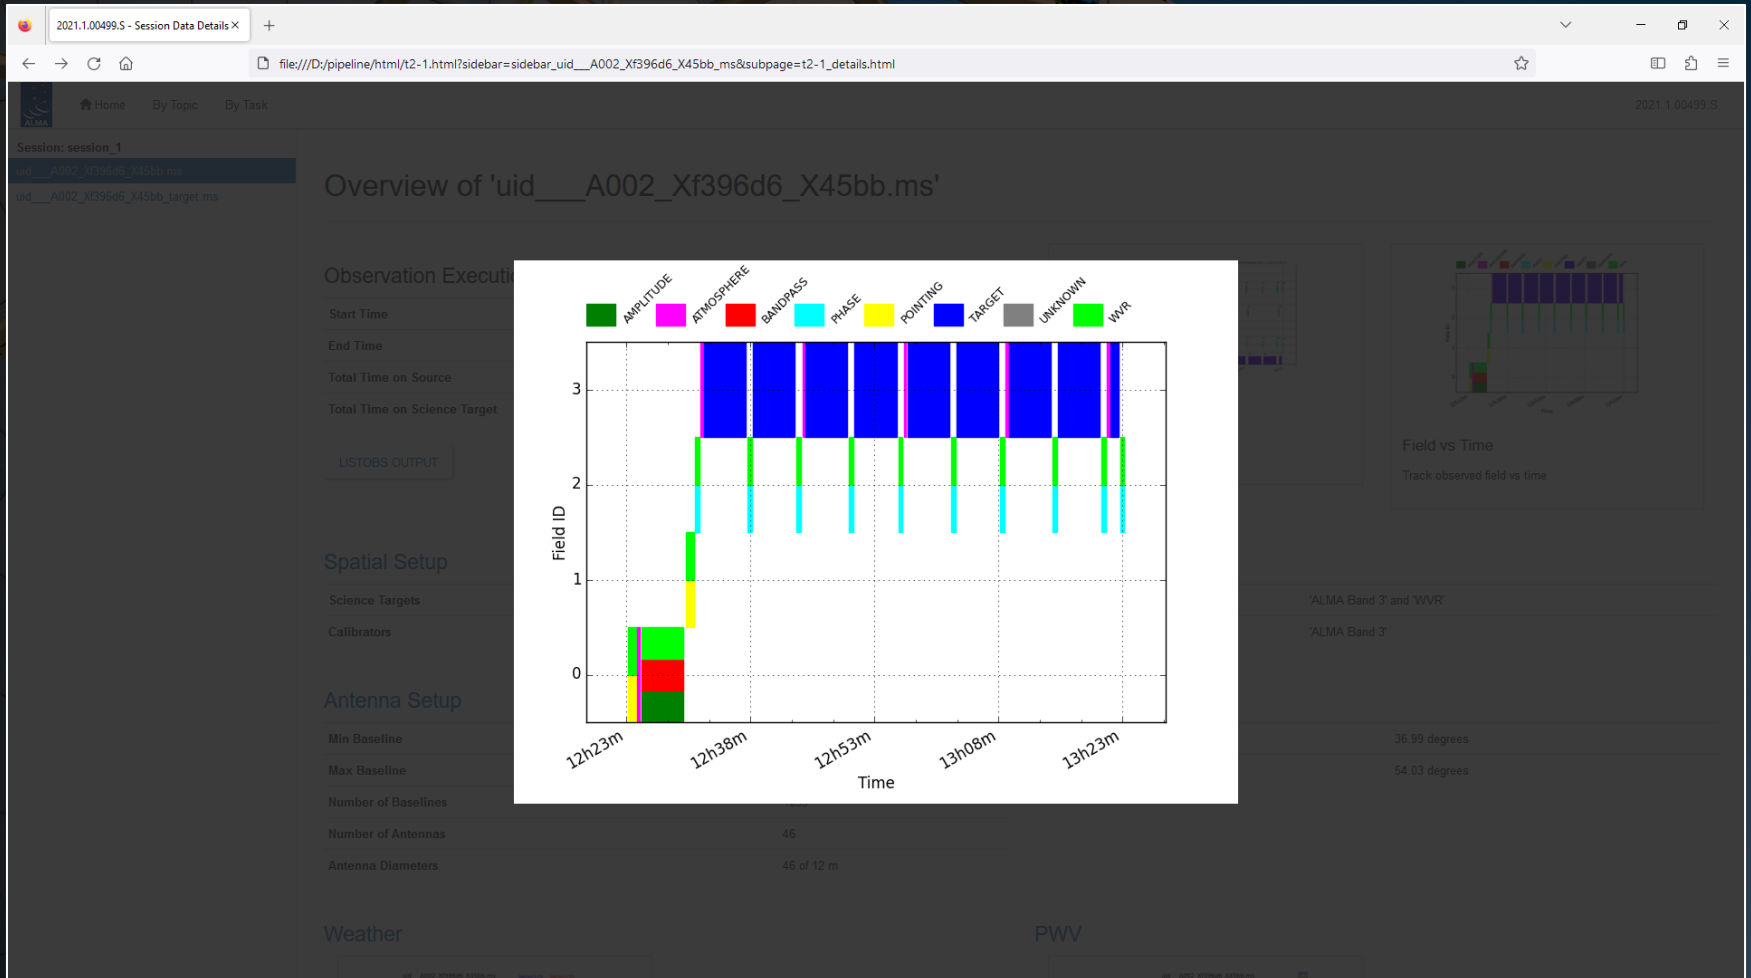 2021.1.00499.S - Session Data Details
file:///D:/pipeline/html/t2-1.html?sidebar=sidebar_uid___A002_Xf396d6_X45bb_ms&subpage=t2-1_details.html
ALMA
Home
By Topic
By Task
2021.1.00499.S
Session: session_1
uid___A002_Xf396d6_X45bb.ms
uid___A002_Xf396d6_X45bb_target.ms
Overview of 'uid___A002_Xf396d6_X45bb.ms'
Start Time
End Time
Total Time on Source
Total Time on Science Target
LISTOBS OUTPUT
AMPLITUDE
ATMOSPHERE
BANDPASS
PHASE
POINTING
TARGET
UNKNOWN
WVR
3
2
1
0
Field ID
12h23m
12h38m
12h53m
13h08m
13h23m
Time
Field vs Time
Track observed field vs time
Spatial Setup
Science Targets
'ALMA Band 3' and 'WVR'
Calibrators
'ALMA Band 3'
Antenna Setup
Min Baseline
36.99 degrees
Max Baseline
54.03 degrees
Number of Baselines
Number of Antennas
46
Antenna Diameters
46 of 12 m
Weather
PWV